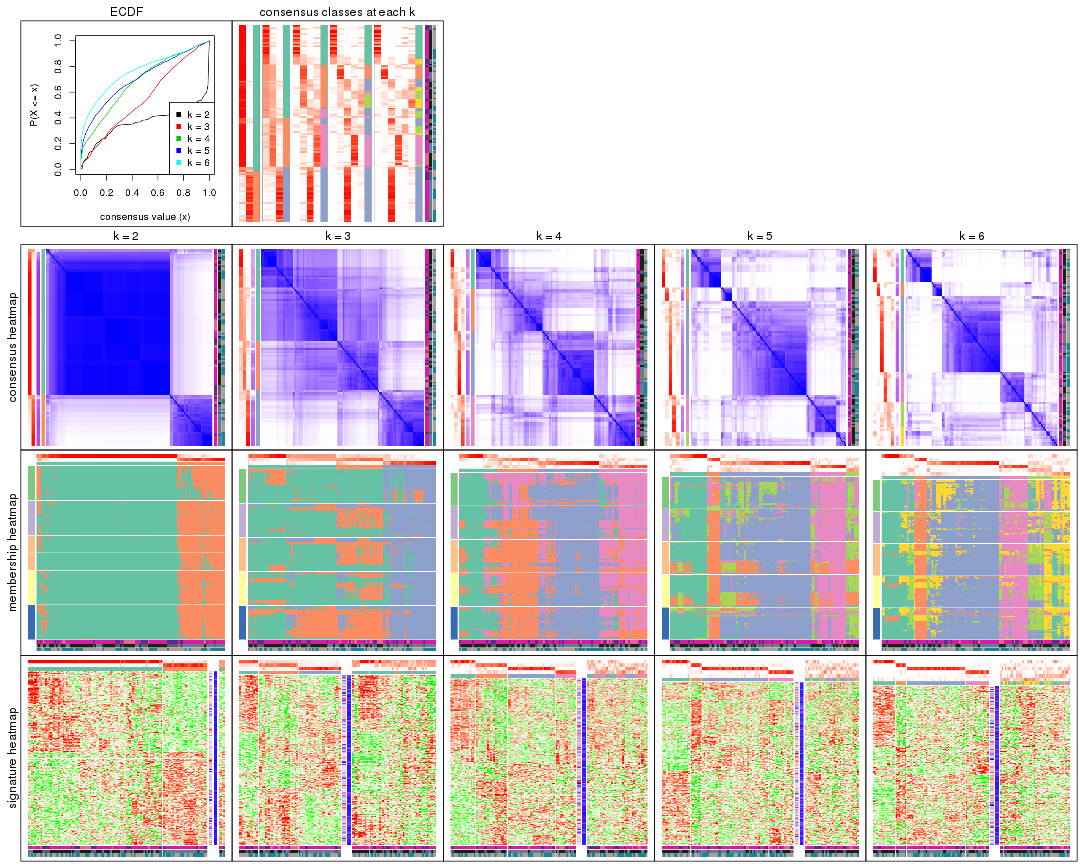 ECDF
consensus classes at each k
P(X <= x)
0.0 0.2 0.4 0.6 0.8 1.0
k = 2
k = 3
k = 4
k = 5
k = 6
0.0 0.2 0.4 0.6 0.8 1.0
consensus value (x)
k = 2 k = 3 k = 4 k = 5 k = 6
consensus heatmap
membership heatmap
signature heatmap